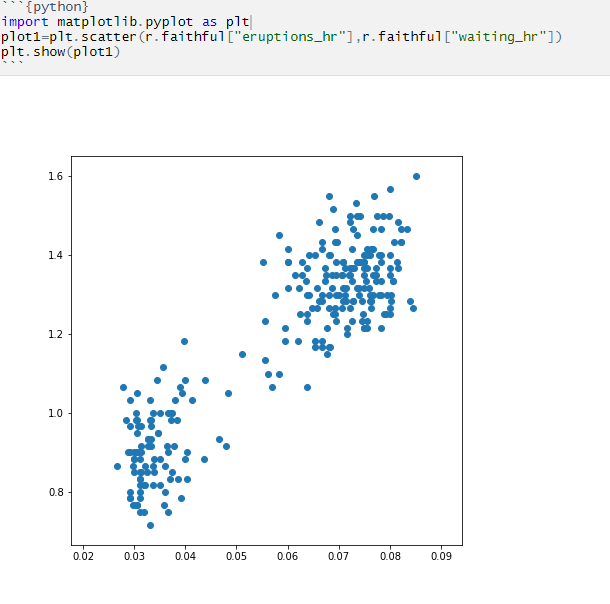 ```{python}
import matplotlib.pyplot as plt
plot1=plt.scatter(r.faithful["eruptions_hr"],r.faithful["waiting_hr"])
plt.show(plot1)
```
1.6
1.4
1.2
1.0
0.8
0.02 0.03 0.04 0.05 0.06 0.07 0.08 0.09